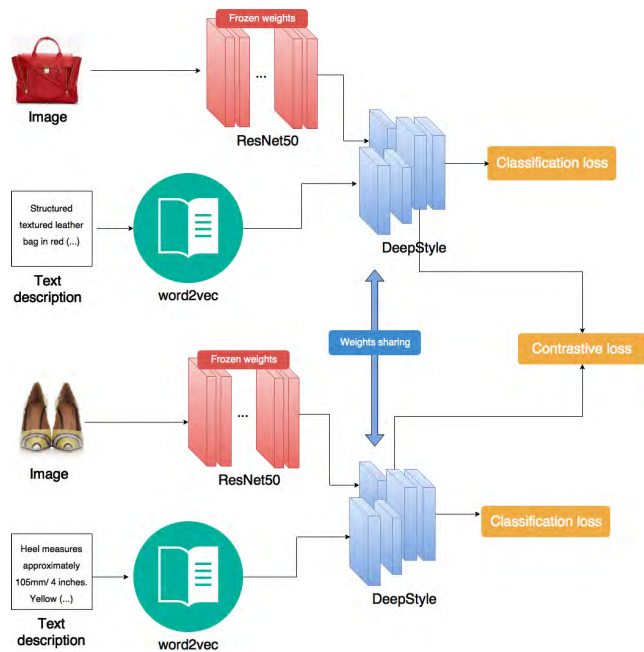 Frozen weights
...
Image
ResNet50
Classification loss
Structured
textured leather
bag in red (...)
DeepStyle
Text
description
word2vec
Weights sharing
Contrastive loss
Frozen weights
...
Image
ResNet50
Classification loss
Heel measures
approximately
105mm/ 4 inches.
Yellow (...)
DeepStyle
Text
description
word2vec